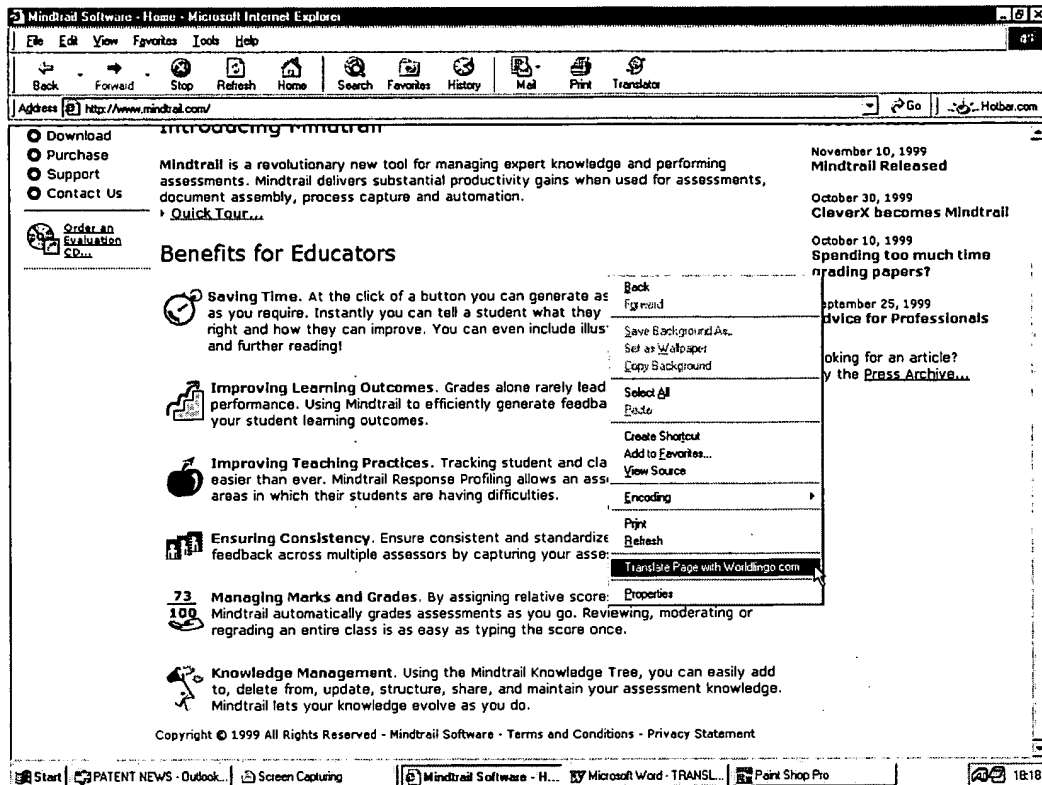 Mindtrail Software - Home - Microsoft Internet Explorer
File Edit View Favorites Tools Help
Back Forward Stop Refresh Home Search Favorites History Mail Print Translator
Address http://www.mindtrail.com/ Go Hotbar.com
Download
Purchase
Support
Contact Us
Order an
Evaluation
CD...
Introducing Mindtrail
Mindtrail is a revolutionary new tool for managing expert knowledge and performing
assessments. Mindtrail delivers substantial productivity gains when used for assessments,
document assembly, process capture and automation.
Quick Tour...
Benefits for Educators
Saving Time. At the click of a button you can generate as
as you require. Instantly you can tell a student what they
right and how they can improve. You can even include illus
and further reading!
Improving Learning Outcomes. Grades alone rarely lead
performance. Using Mindtrail to efficiently generate feedba
your student learning outcomes.
Improving Teaching Practices. Tracking student and cla
easier than ever. Mindtrail Response Profiling allows an ass
areas in which their students are having difficulties.
Ensuring Consistency. Ensure consistent and standardize
feedback across multiple assessors by capturing your asse
73
100
Managing Marks and Grades. By assigning relative score
Mindtrail automatically grades assessments as you go. Reviewing, moderating or
regrading an entire class is as easy as typing the score once.
Knowledge Management. Using the Mindtrail Knowledge Tree, you can easily add
to, delete from, update, structure, share, and maintain your assessment knowledge.
Mindtrail lets your knowledge evolve as you do.
Copyright © 1999 All Rights Reserved - Mindtrail Software - Terms and Conditions - Privacy Statement
November 10, 1999
Mindtrail Released
October 30, 1999
CleverX becomes Mindtrail
October 10, 1999
Spending too much time
grading papers?
eptember 25, 1999
dvice for Professionals
oking for an article?
y the Press Archive...
Back
Forward
Save Background As...
Set as Wallpaper
Copy Background
Select All
Paste
Create Shortcut
Add to Favorites...
View Source
Encoding
Print
Refresh
Translate Page with Worldlingo.com
Properties
Start PATENT NEWS - Outlook... Screen Capturing Mindtrail Software - H... Microsoft Word - TRANSL... Paint Shop Pro 18:18